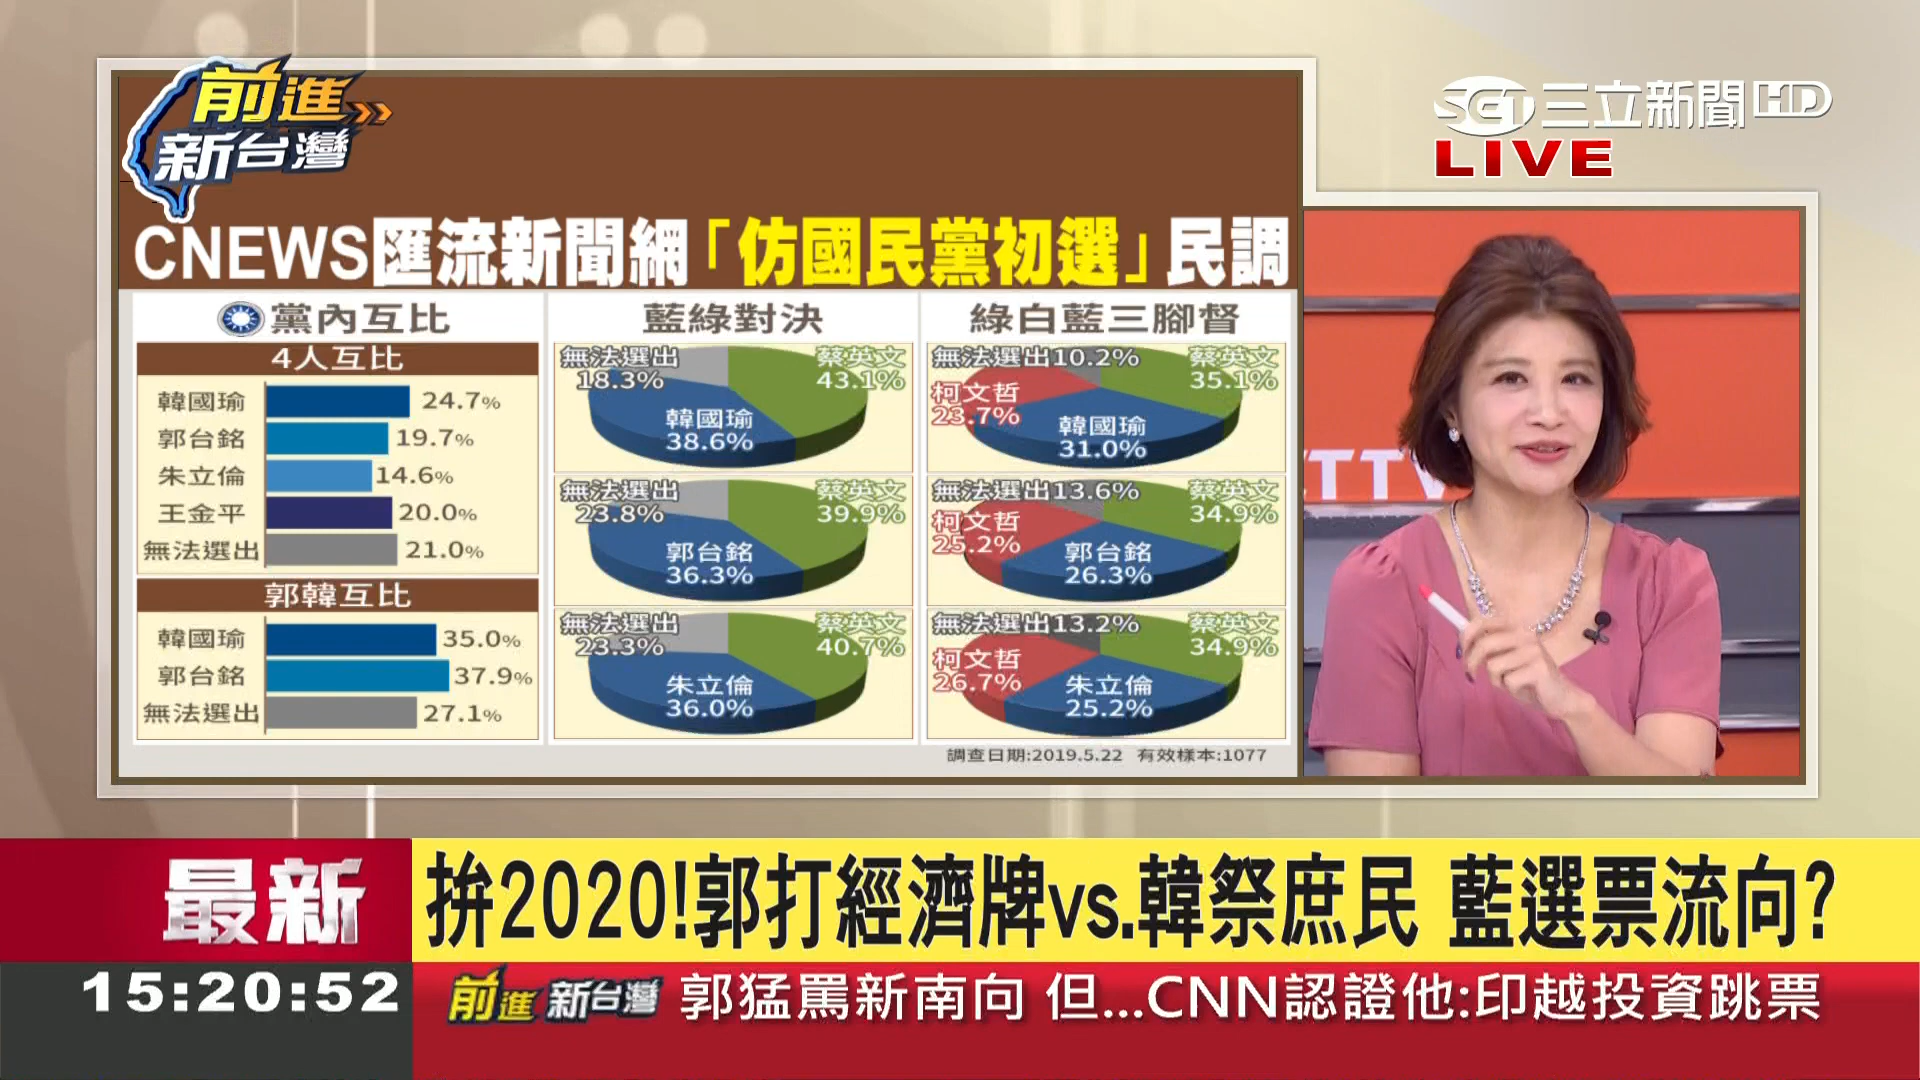 前進
新台灣
SET三立新聞HD
LIVE
CNEWS匯流新聞網「仿國民黨初選」民調
黨內互比
4人互比
韓國瑜 24.7%
郭台銘 19.7%
朱立倫 14.6%
王金平 20.0%
無法選出 21.0%
郭韓互比
韓國瑜 35.0%
郭台銘 37.9%
無法選出 27.1%
藍綠對決
無法選出 蔡英文
18.3% 43.1%
韓國瑜
38.6%
無法選出 蔡英文
23.8% 39.9%
郭台銘
36.3%
無法選出 蔡英文
23.3% 40.7%
朱立倫
36.0%
綠白藍三腳督
無法選出10.2% 蔡英文
35.1%
柯文哲
23.7%
韓國瑜
31.0%
無法選出13.6% 蔡英文
34.9%
柯文哲
25.2%
郭台銘
26.3%
無法選出13.2% 蔡英文
34.9%
柯文哲
26.7%
朱立倫
25.2%
調查日期:2019.5.22 有效樣本:1077
最新
拚2020!郭打經濟牌vs.韓祭庶民 藍選票流向?
15:20:52
前進新台灣 郭猛罵新南向 但...CNN認證他:印越投資跳票